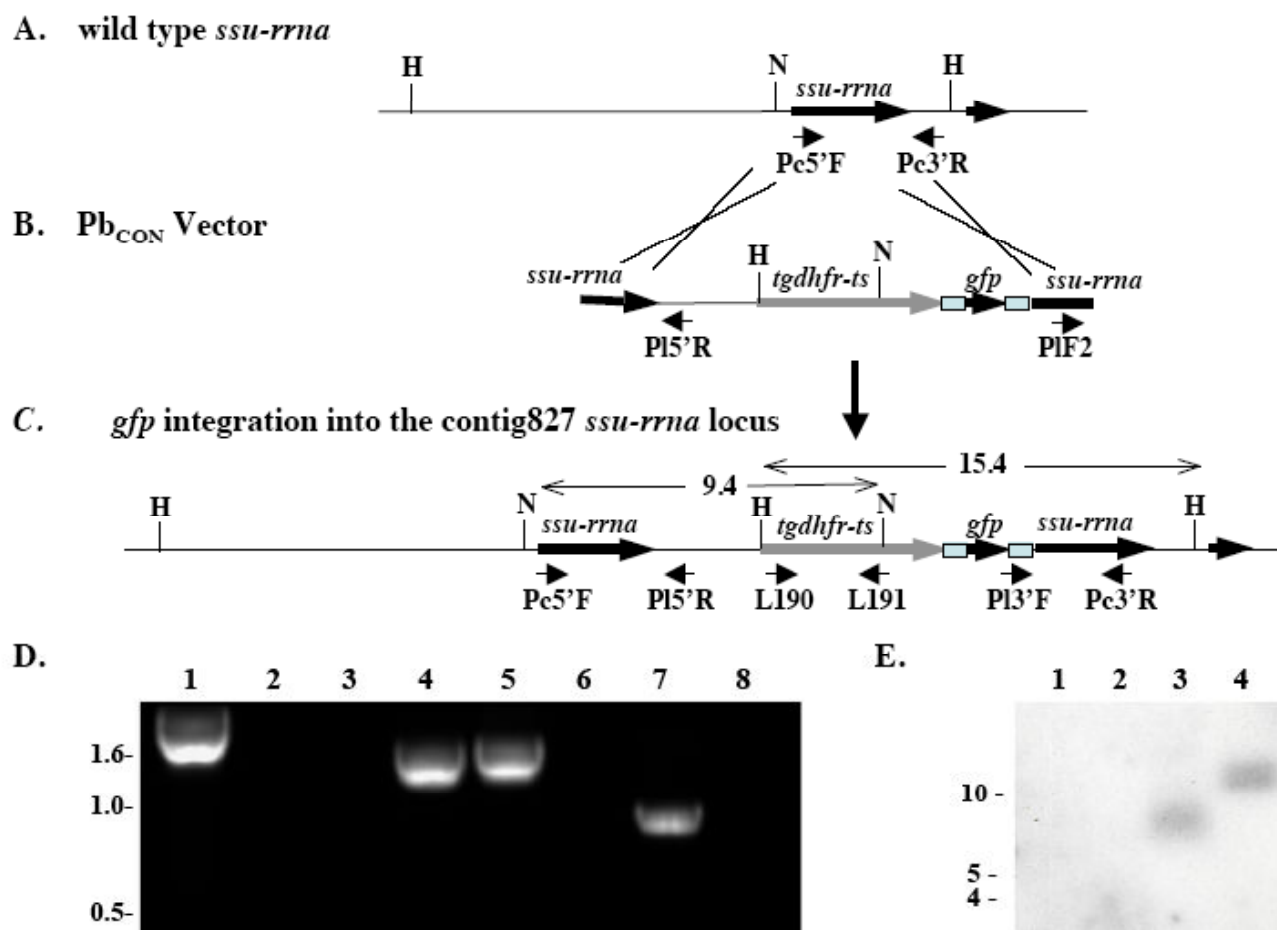 A. wild type ssu-rrna
H N H
ssu-rrna
Pc5'F Pc3'R
B. Pb_CON Vector
H N
ssu-rrna tgdhfr-ts gfp ssu-rrna
Pl5'R PlF2
C. gfp integration into the contig827 ssu-rrna locus
15.4
9.4
H N H N H
ssu-rrna tgdhfr-ts gfp ssu-rrna
Pc5'F Pl5'R L190 L191 Pl3'F Pc3'R
D.
1 2 3 4 5 6 7 8
1.6-
1.0-
0.5-
E.
1 2 3 4
10 -
5 -
4 -